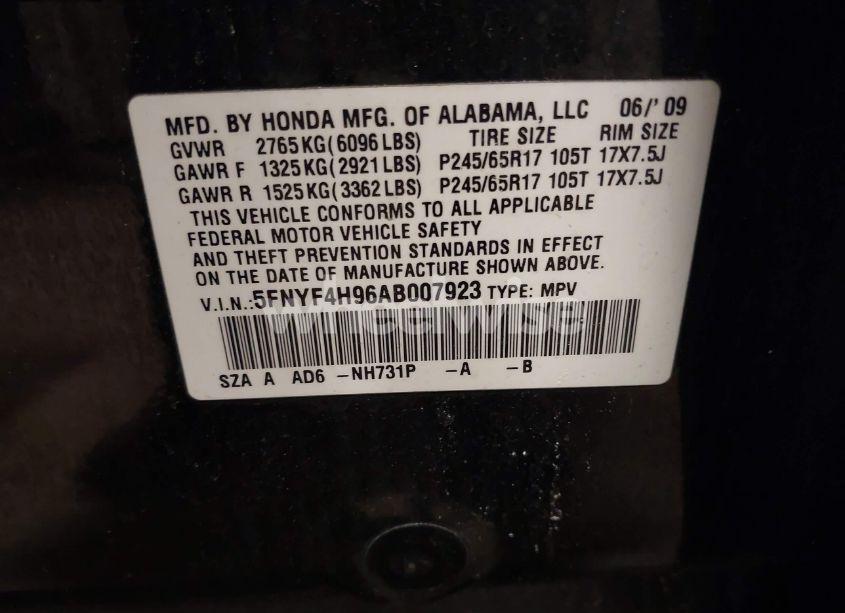 MFD. BY HONDA MFG. OF ALABAMA, LLC 06/'09
GVWR 2765KG(6096LBS) TIRE SIZE RIM SIZE
GAWR F 1325KG(2921LBS) P245/65R17 105T 17X7.5J
GAWR R 1525KG(3362LBS) P245/65R17 105T 17X7.5J
THIS VEHICLE CONFORMS TO ALL APPLICABLE
FEDERAL MOTOR VEHICLE SAFETY
AND THEFT PREVENTION STANDARDS IN EFFECT
ON THE DATE OF MANUFACTURE SHOWN ABOVE.
V.I.N.:5FNYF4H96AB007923 TYPE: MPV
wheelwise
SZA A AD6 -NH731P -A -B